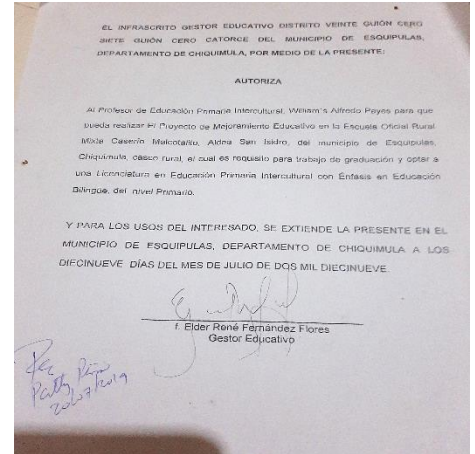 EL INFRASCRITO GESTOR EDUCATIVO DISTRITO VEINTE GUIÓN CERO
SIETE GUIÓN CERO CATORCE DEL MUNICIPIO DE ESQUIPULAS,
DEPARTAMENTO DE CHIQUIMULA, POR MEDIO DE LA PRESENTE:
AUTORIZA
Al Profesor de Educación Primaria Intercultural, William's Alfredo Payes para que
pueda realizar El Proyecto de Mejoramiento Educativo en la Escuela Oficial Rural
Mixta Caserío Malcotalito, Aldea San Isidro, del municipio de Esquipulas,
Chiquimula, casco rural, el cual es requisito para trabajo de graduación y optar a
una Licenciatura en Educación Primaria Intercultural con Énfasis en Educación
Bilingüe, del nivel Primario.
Y PARA LOS USOS DEL INTERESADO, SE EXTIENDE LA PRESENTE EN EL
MUNICIPIO DE ESQUIPULAS, DEPARTAMENTO DE CHIQUIMULA A LOS
DIECINUEVE DÍAS DEL MES DE JULIO DE DOS MIL DIECINUEVE.
f. Elder René Fernández Flores
Gestor Educativo
20/07/2019